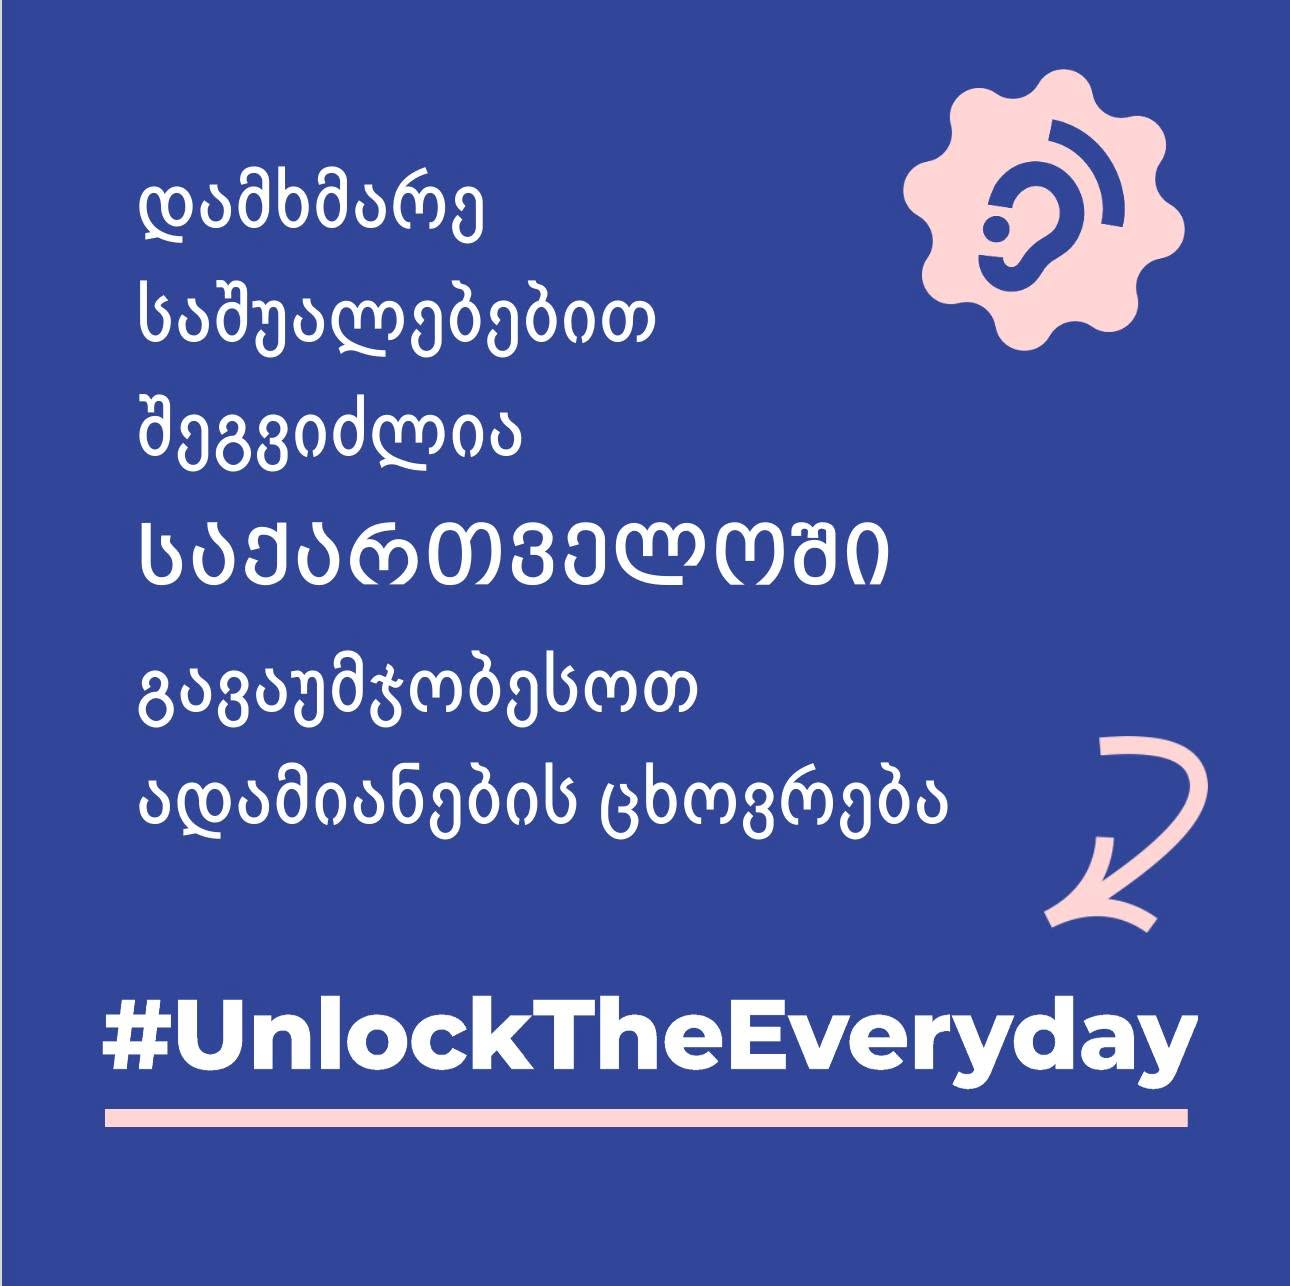 დამხმარე
საშუალებებით
შეგვიძლია
ᲡᲐᲥᲐᲠᲗᲕᲔᲚᲝᲨᲘ
გავაუმჯობესოთ
ადამიანების ცხოვრება
#UnlockTheEveryday